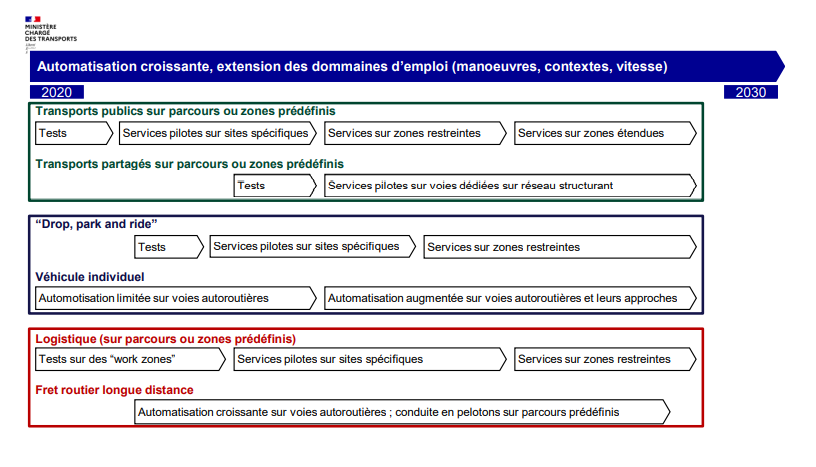 MINISTÈRE
CHARGÉ
DES TRANSPORTS
Automatisation croissante, extension des dommaines d’emploi (manoeuvres, contextes, vitesse)
2020
2030
Transports publics sur parcours ou zones prédéfinis
Tests
Services pilotes sur sites spécifiques
Services sur zones restreintes
Services sur zones étendues
Transports partagés sur parcours ou zones prédéfinis
Tests
Services pilotes sur voies dédiées sur réseau structurant
“Drop, park and ride”
Tests
Services pilotes sur sites spécifiques
Services sur zones restreintes
Véhicule individuel
Automotisation limitée sur voies autoroutières
Automatisation augmentée sur voies autoroutières et leurs approches
Logistique (sur parcours ou zones prédéfinis)
Tests sur des “work zones”
Services pilotes sur sites spécifiques
Services sur zones restreintes
Fret routier longue distance
Automatisation croissante sur voies autoroutières ; conduite en pelotons sur parcours prédéfinis